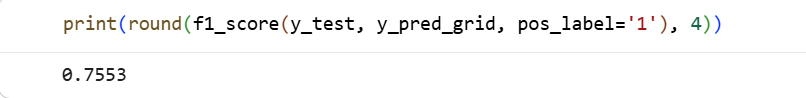 print(round(f1_score(y_test, y_pred_grid, pos_label='1'), 4))
0.7553